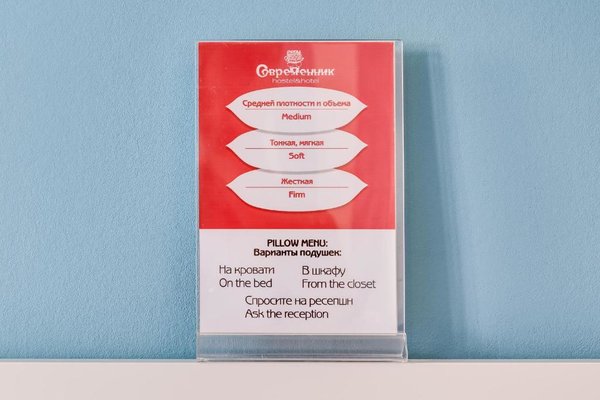 Современник
hostel&hotel
Средней плотности и объема
Medium
Тонкая, мягкая
Soft
Жесткая
Firm
PILLOW MENU:
Варианты подушек:
На кровати В шкафу
On the bed From the closet
Спросите на ресепшн
Ask the reception